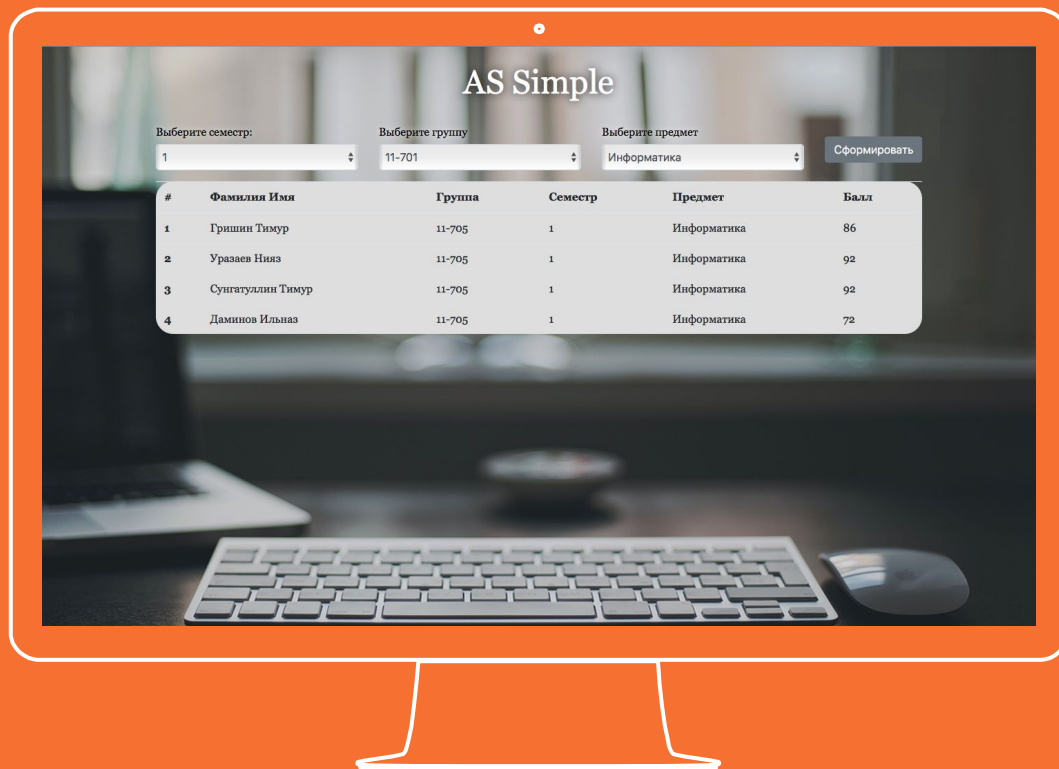 AS Simple
Выберите семестр: Выберите группу Выберите предмет
1 11-701 Информатика Сформировать
# Фамилия Имя Группа Семестр Предмет Балл
1 Гришин Тимур 11-705 1 Информатика 86
2 Уразаев Нияз 11-705 1 Информатика 92
3 Сунгатуллин Тимур 11-705 1 Информатика 92
4 Даминов Ильназ 11-705 1 Информатика 72